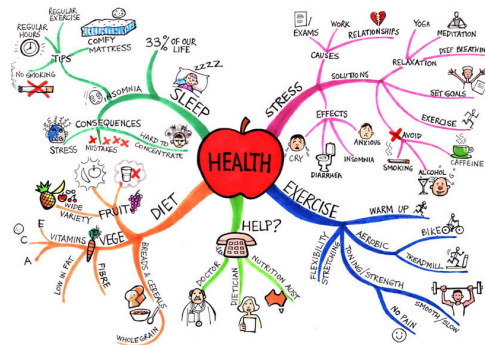 HEALTH
SLEEP
33% OF OUR
LIFE
ZZZZ
INSOMNIA
TIPS
REGULAR
EXERCISE
REGULAR
HOURS
COMFY
MATTRESS
NO SMOKING
CONSEQUENCES
STRESS
MISTAKES
HARD TO
CONCENTRATE
STRESS
CAUSES
/EXAMS
WORK
RELATIONSHIPS
SOLUTIONS
RELAXATION
YOGA
MEDITATION
DEEP BREATHING
SET GOALS
EXERCISE
AVOID
CAFFEINE
ALCOHOL
SMOKING
EFFECTS
CRY
DIARRHEA
INSOMNIA
ANXIOUS
EXERCISE
WARM UP
AEROBIC
BIKE
TREADMILL
TONING/STRENGTH
SMOOTH/SLOW
NO PAIN
FLEXIBILITY
STRETCHING
HELP?
DOCTOR
DIETICIAN
NUTRITION AUST
DIET
FRUIT
WIDE
VARIETY
VEGE
VITAMINS
E
C
A
LOW IN FAT
FIBRE
BREADS & CEREALS
WHOLEGRAIN